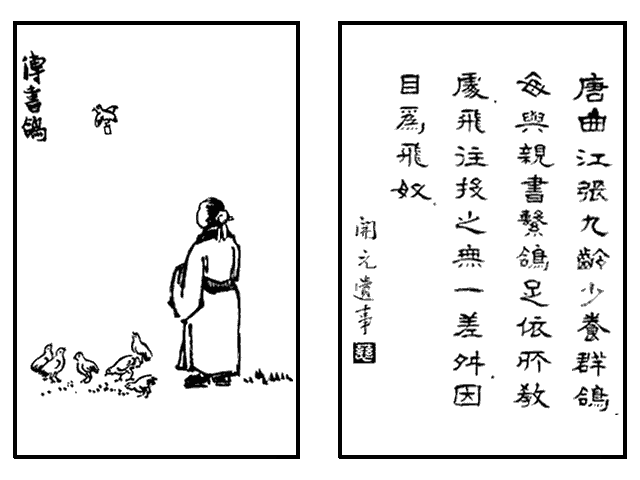 傳書鴿
唐曲江張九齡少養群鴿.
每與親書繫鴿足依所教
處.飛往投之無一差舛.因
目爲飛奴.
開元遺事